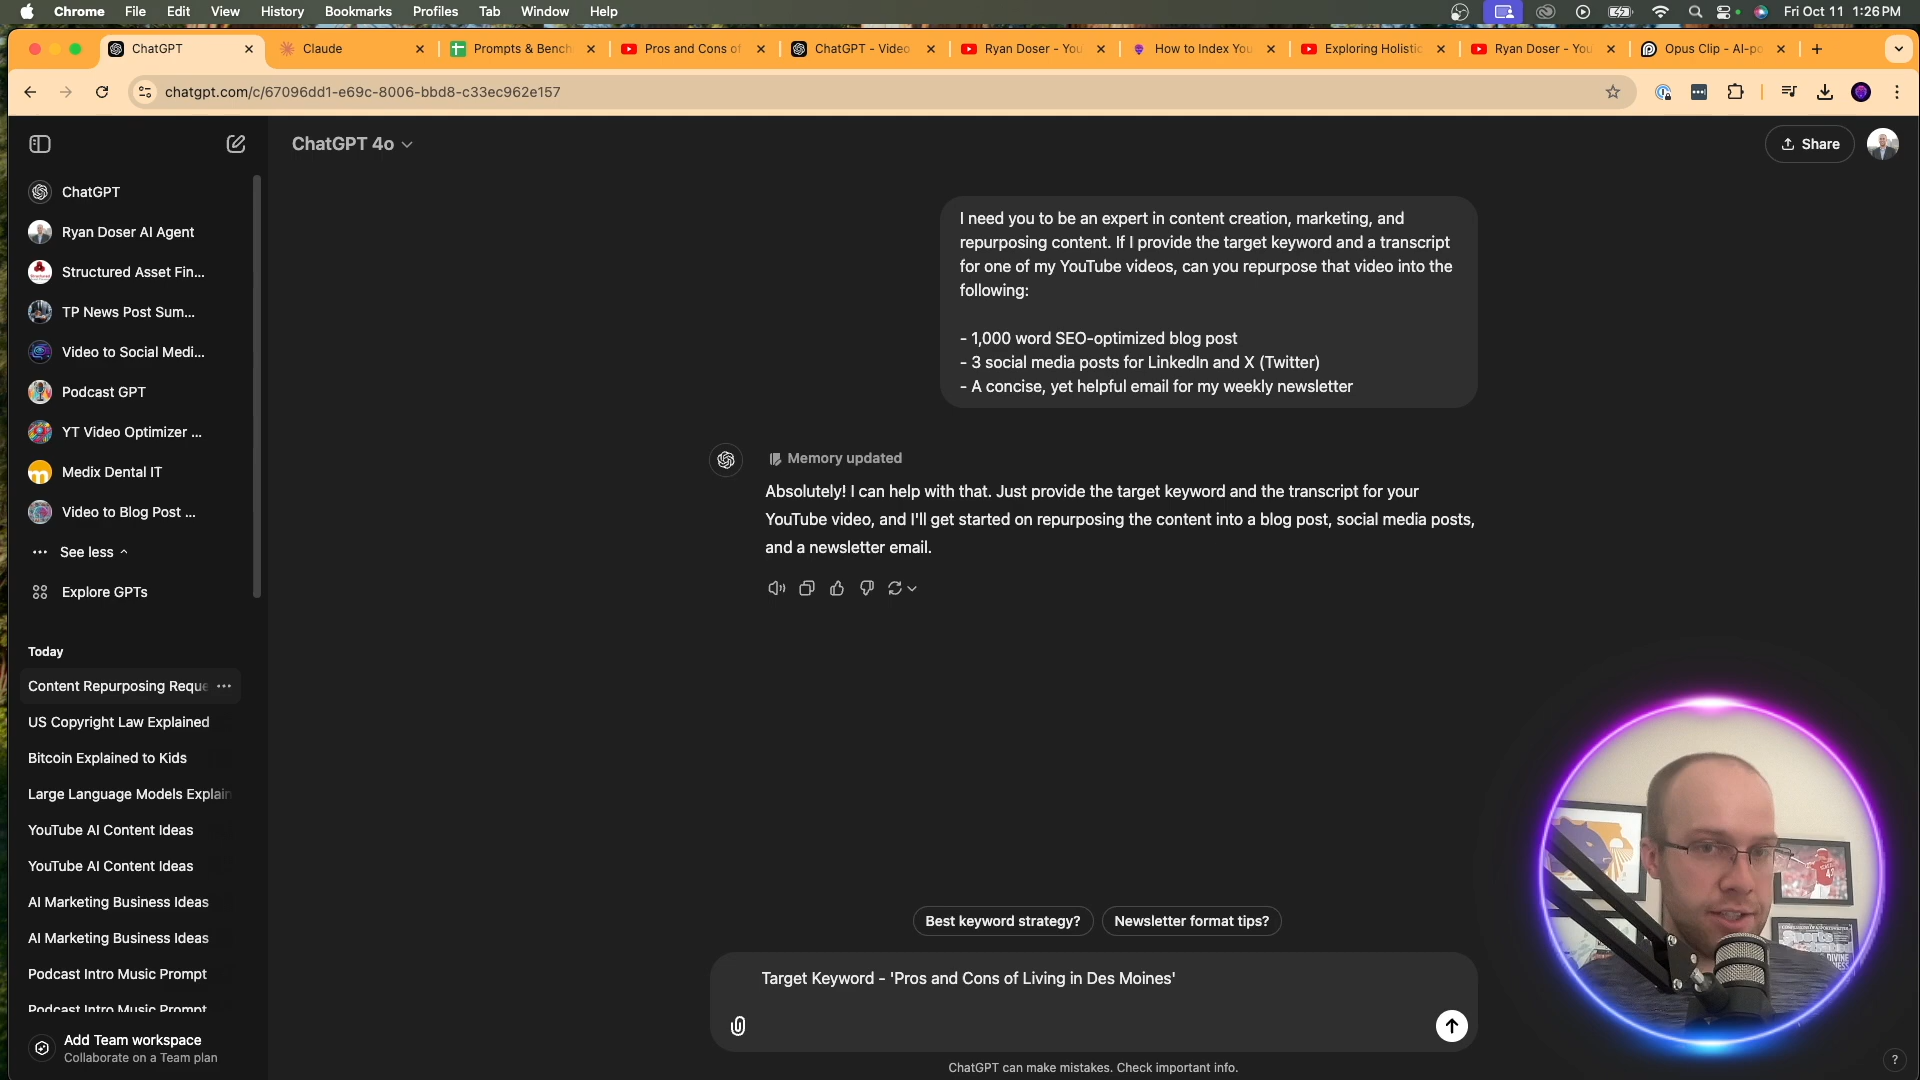 Chrome File Edit View History Bookmarks Profiles Tab Window Help Fri Oct 11 1:26 PM
ChatGPT Claude Prompts & Bench Pros and Cons of ChatGPT - Video Ryan Doser - You How to Index You Exploring Holistic Ryan Doser - You Opus Clip - AI-po
chatgpt.com/c/67096dd1-e69c-8006-bbd8-c33ec962e157
ChatGPT 4o
Share
ChatGPT
Ryan Doser AI Agent
Structured Asset Fin...
TP News Post Sum...
Video to Social Medi...
Podcast GPT
YT Video Optimizer ...
Medix Dental IT
Video to Blog Post ...
See less
Explore GPTs
Today
Content Repurposing Reque
US Copyright Law Explained
Bitcoin Explained to Kids
Large Language Models Explain
YouTube AI Content Ideas
YouTube AI Content Ideas
AI Marketing Business Ideas
AI Marketing Business Ideas
Podcast Intro Music Prompt
Podcast Intro Music Prompt
Add Team workspace
Collaborate on a Team plan
I need you to be an expert in content creation, marketing, and
repurposing content. If I provide the target keyword and a transcript
for one of my YouTube videos, can you repurpose that video into the
following:
- 1,000 word SEO-optimized blog post
- 3 social media posts for LinkedIn and X (Twitter)
- A concise, yet helpful email for my weekly newsletter
Memory updated
Absolutely! I can help with that. Just provide the target keyword and the transcript for your
YouTube video, and I'll get started on repurposing the content into a blog post, social media posts,
and a newsletter email.
Best keyword strategy? Newsletter format tips?
Target Keyword - 'Pros and Cons of Living in Des Moines'
ChatGPT can make mistakes. Check important info.
?
Sports